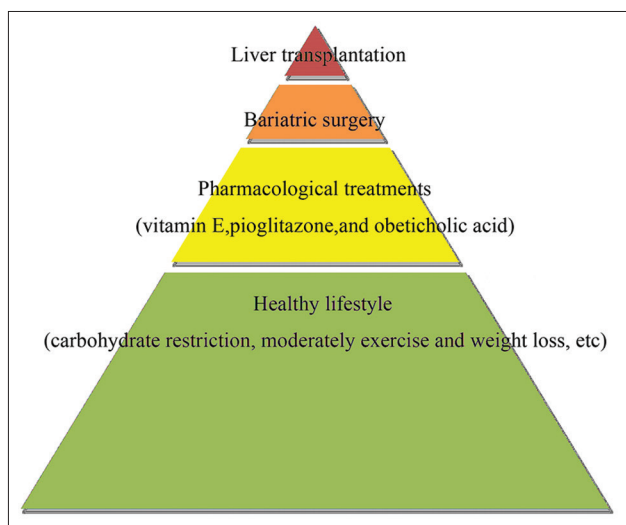 Liver transplantation
Bariatric surgery
Pharmacological treatments
(vitamin E,pioglitazone,and obeticholic acid)
Healthy lifestyle
(carbohydrate restriction, moderately exercise and weight loss, etc)